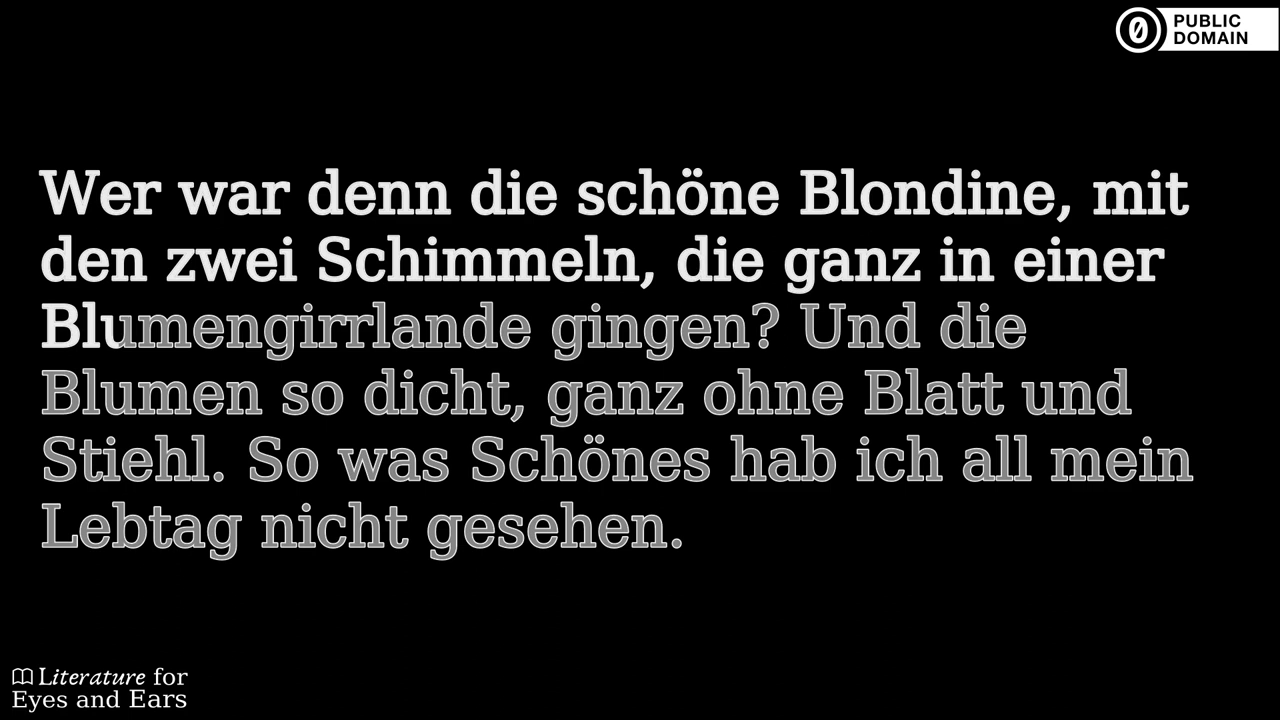 PUBLIC
DOMAIN
Wer war denn die schöne Blondine, mit
den zwei Schimmeln, die ganz in einer
Blumengirrlande gingen? Und die
Blumen so dicht, ganz ohne Blatt und
Stiehl. So was Schönes hab ich all mein
Lebtag nicht gesehen.
Literature for
Eyes and Ears